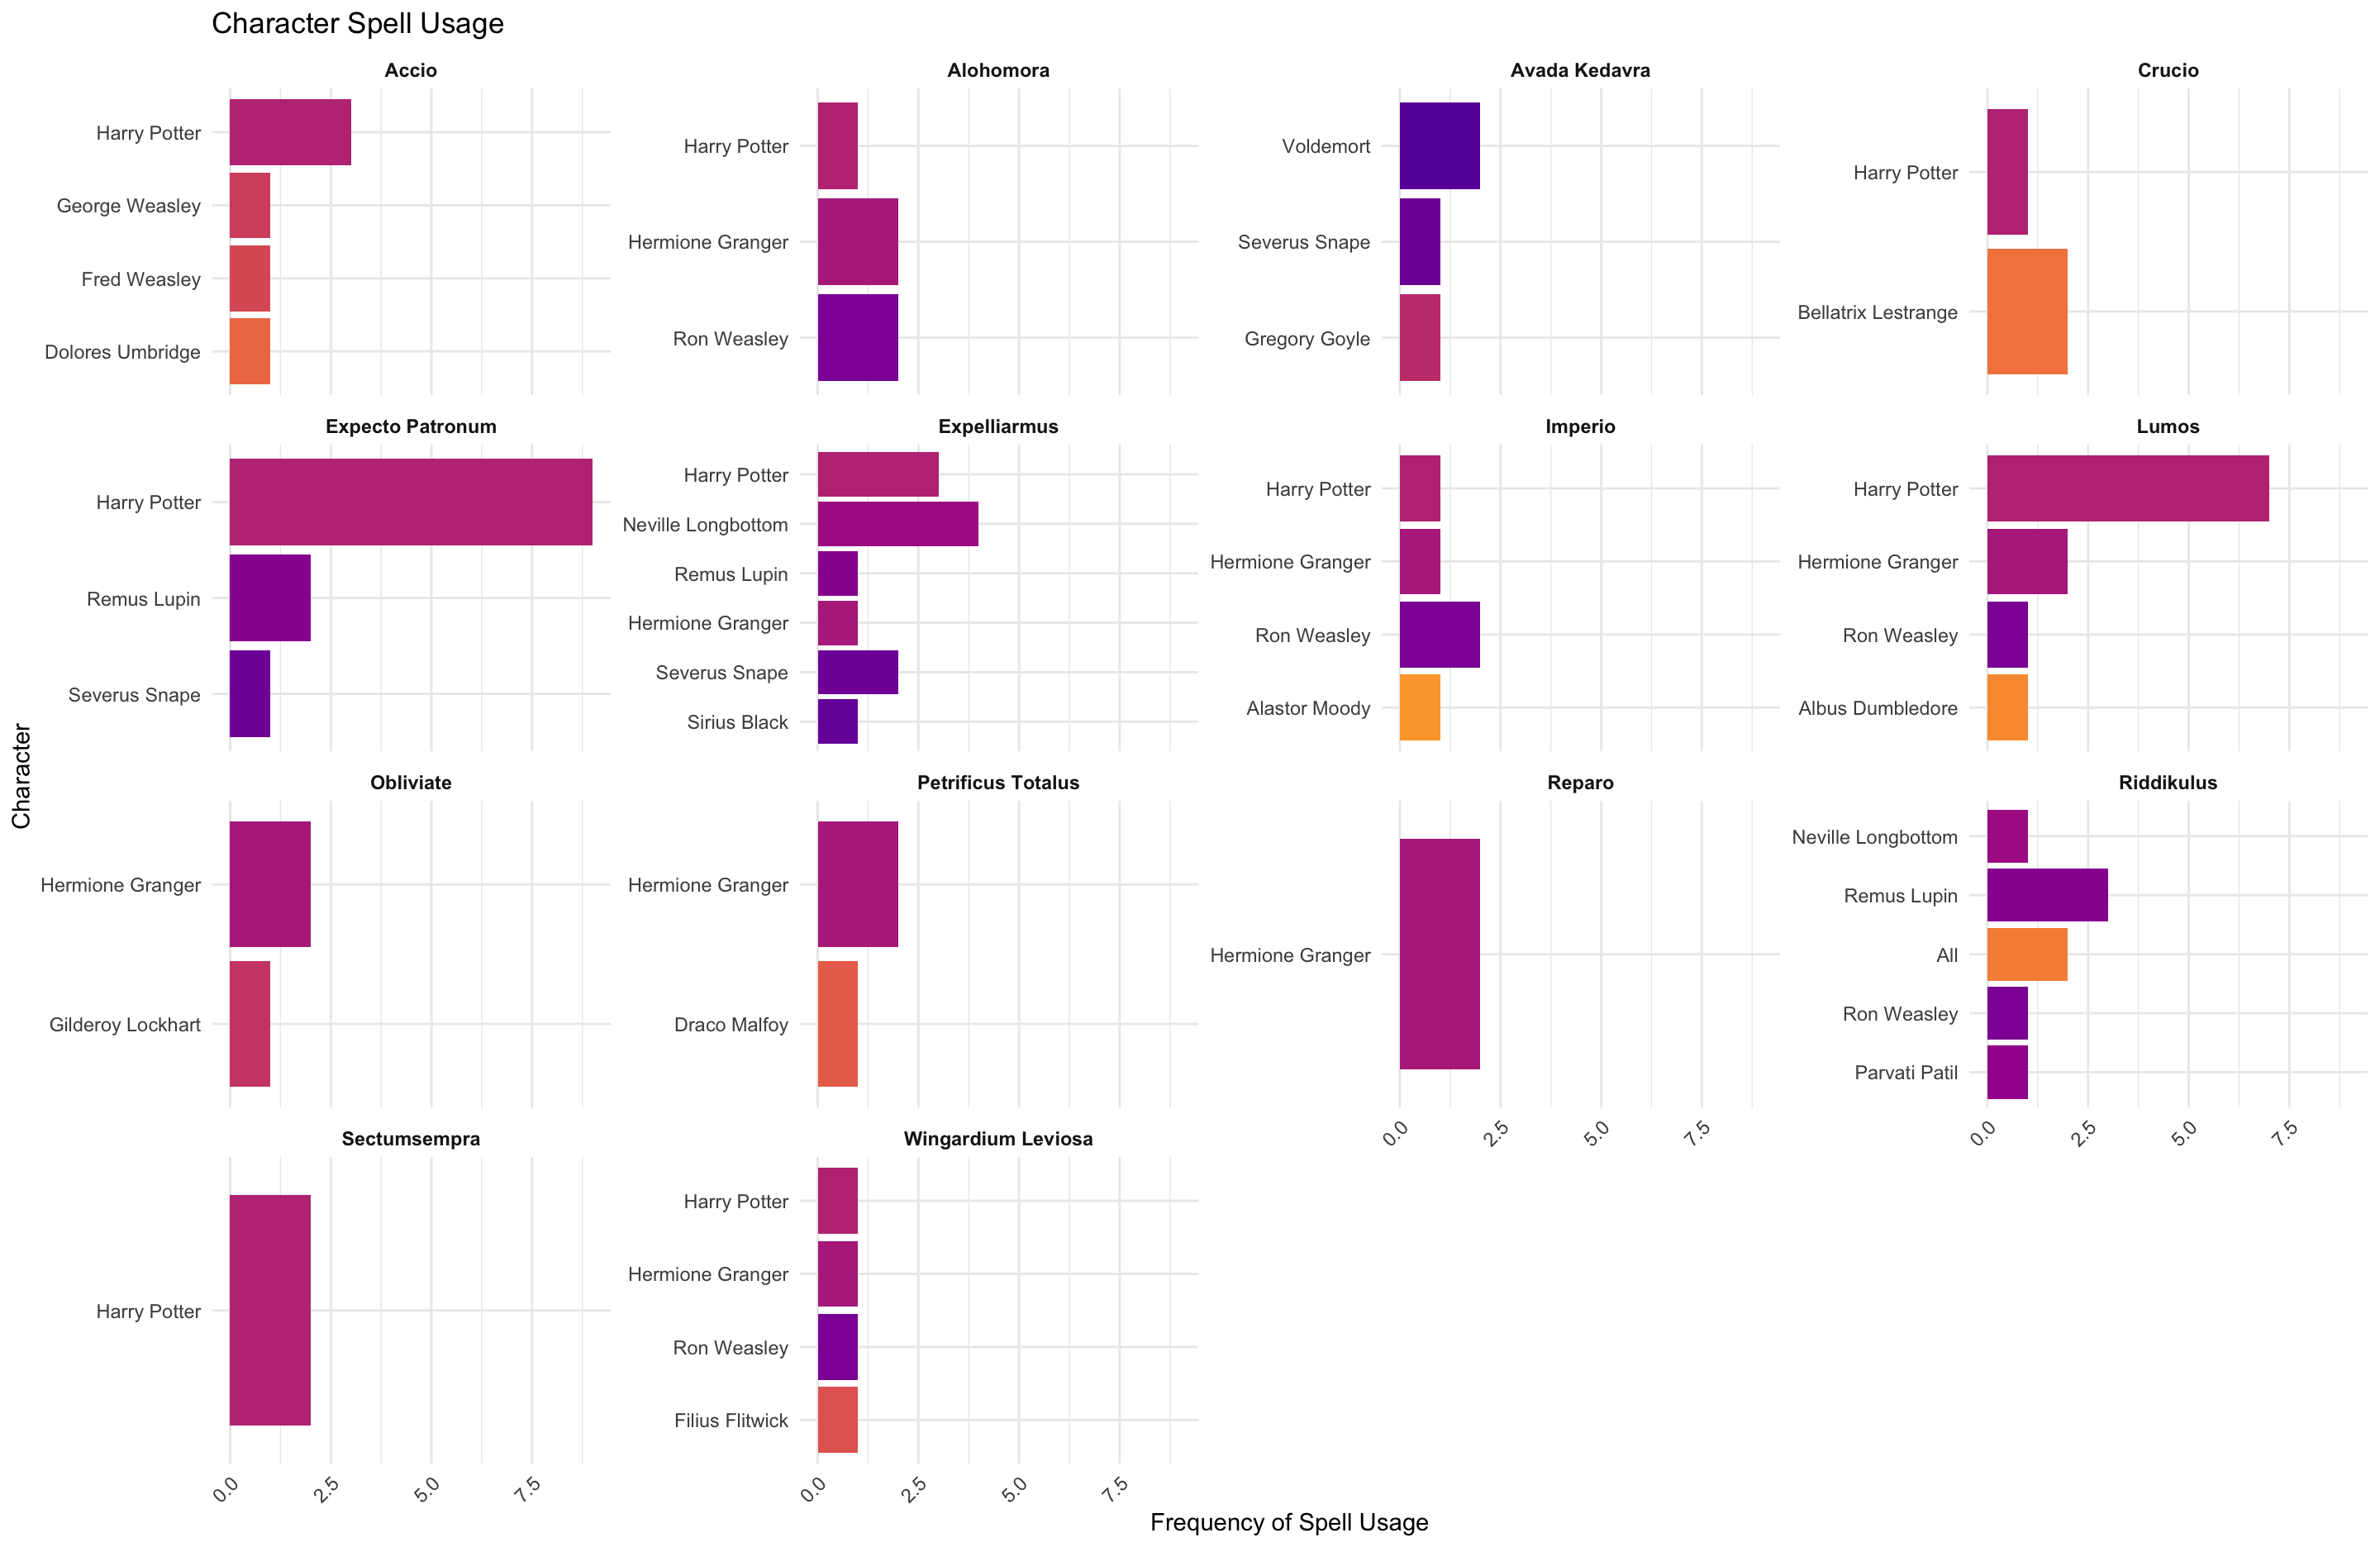 Character Spell Usage
Accio
Harry Potter
George Weasley
Fred Weasley
Dolores Umbridge
Alohomora
Harry Potter
Hermione Granger
Ron Weasley
Avada Kedavra
Voldemort
Severus Snape
Gregory Goyle
Crucio
Harry Potter
Bellatrix Lestrange
Expecto Patronum
Harry Potter
Remus Lupin
Severus Snape
Expelliarmus
Harry Potter
Neville Longbottom
Remus Lupin
Hermione Granger
Severus Snape
Sirius Black
Imperio
Harry Potter
Hermione Granger
Ron Weasley
Alastor Moody
Lumos
Harry Potter
Hermione Granger
Ron Weasley
Albus Dumbledore
Character
Obliviate
Hermione Granger
Gilderoy Lockhart
Petrificus Totalus
Hermione Granger
Draco Malfoy
Reparo
Hermione Granger
0.0 2.5 5.0 7.5
Riddikulus
Neville Longbottom
Remus Lupin
All
Ron Weasley
Parvati Patil
0.0 2.5 5.0 7.5
Sectumsempra
Harry Potter
0.0 2.5 5.0 7.5
Wingardium Leviosa
Harry Potter
Hermione Granger
Ron Weasley
Filius Flitwick
0.0 2.5 5.0 7.5
Frequency of Spell Usage